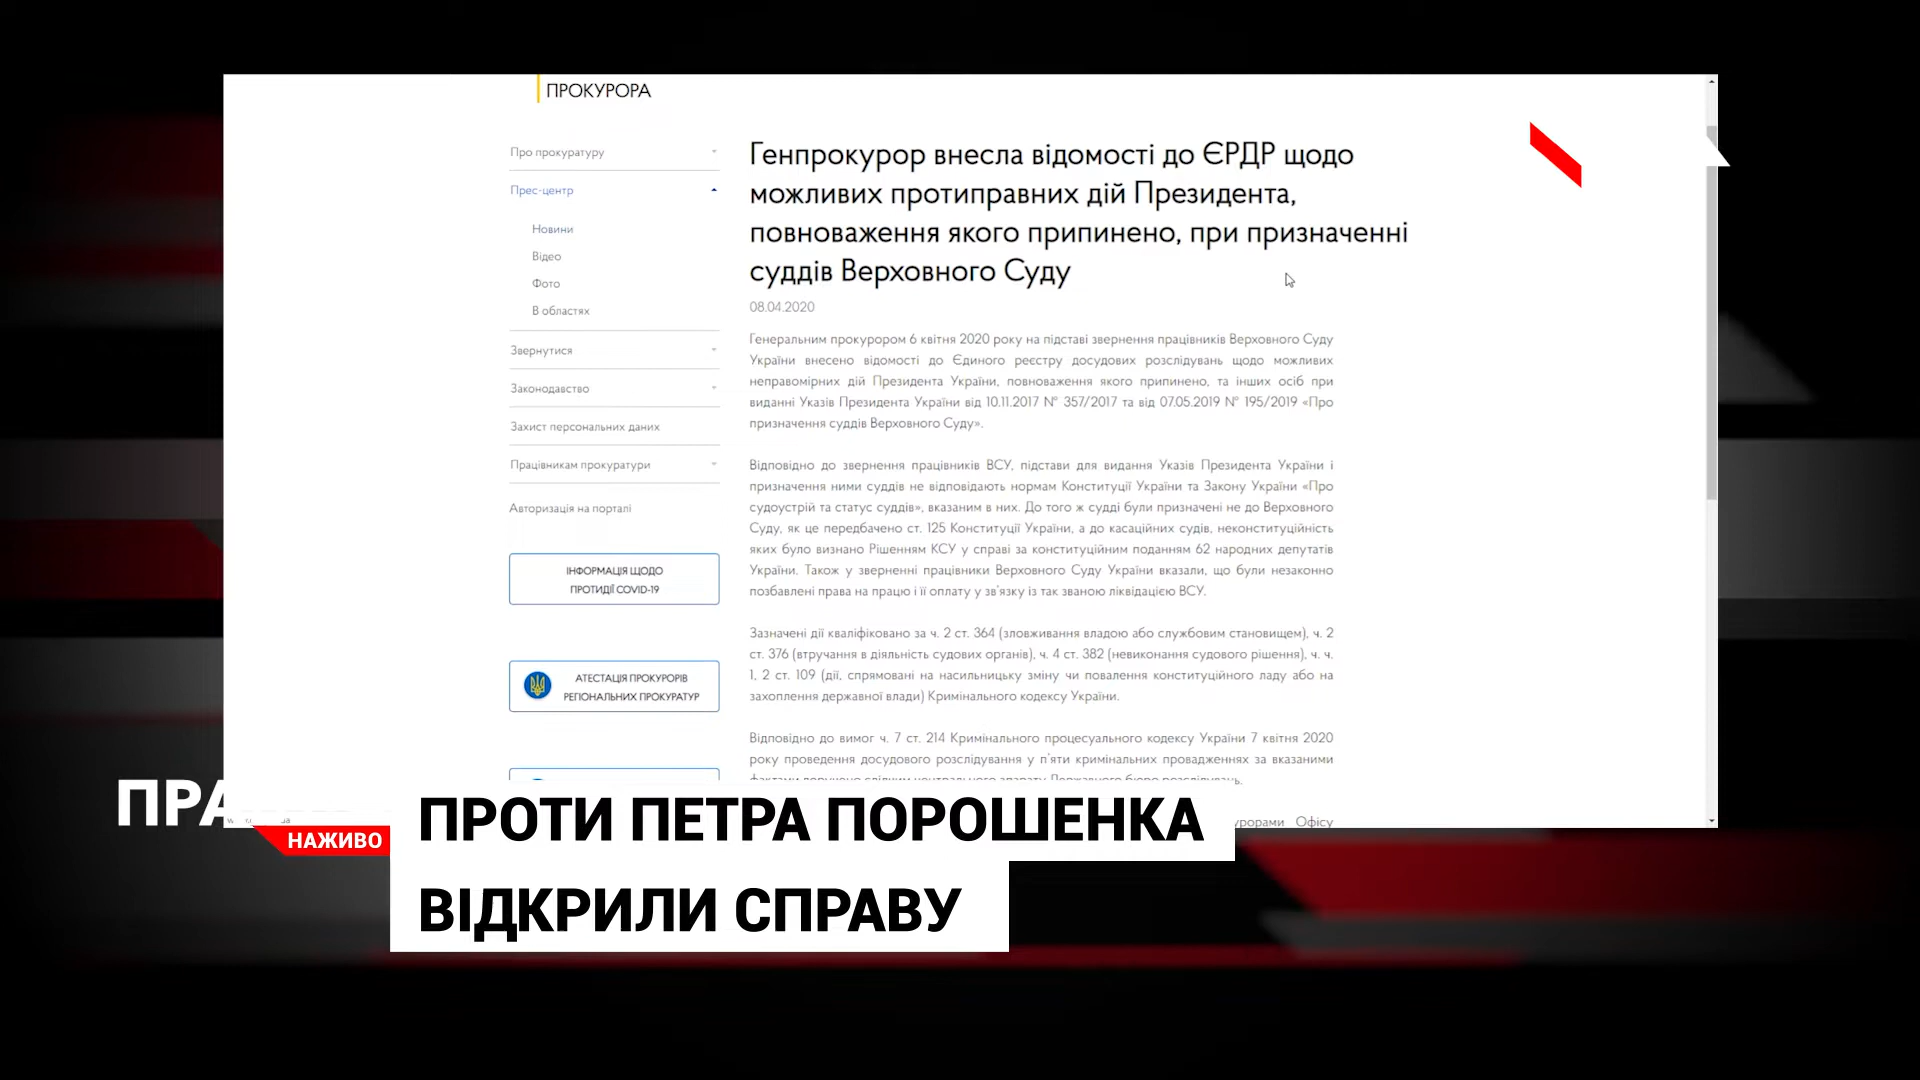 ПРОКУРОРА
Про прокуратуру
Прес-центр
Новини
Відео
Фото
В областях
Звернутися
Законодавство
Захист персональних даних
Працівникам прокуратури
Авторизація на порталі
ІНФОРМАЦІЯ ЩОДО
ПРОТИДІЇ COVID-19
АТЕСТАЦІЯ ПРОКУРОРІВ
РЕГІОНАЛЬНИХ ПРОКУРАТУР
Генпрокурор внесла відомості до ЄРДР щодо
можливих протиправних дій Президента,
повноваження якого припинено, при призначенні
суддів Верховного Суду
08.04.2020
Генеральним прокурором 6 квітня 2020 року на підставі звернення працівників Верховного Суду
України внесено відомості до Єдиного реєстру досудових розслідувань щодо можливих
неправомірних дій Президента України, повноваження якого припинено, та інших осіб при
виданні Указів Президента України від 10.11.2017 № 357/2017 та від 07.05.2019 № 195/2019 «Про
призначення суддів Верховного Суду».
Відповідно до звернення працівників ВСУ, підстави для видання Указів Президента України і
призначення ними суддів не відповідають нормам Конституції України та Закону України «Про
судоустрій та статус суддів», вказаним в них. До того ж судді були призначені не до Верховного
Суду, як це передбачено ст. 125 Конституції України, а до касаційних судів, неконституційність
яких було визнано Рішенням КСУ у справі за конституційним поданням 62 народних депутатів
України. Також у зверненні працівники Верховного Суду України вказали, що були незаконно
позбавлені права на працю і її оплату у зв'язку із так званою ліквідацією ВСУ.
Зазначені дії кваліфіковано за ч. 2 ст. 364 (зловживання владою або службовим становищем), ч. 2
ст. 376 (втручання в діяльність судових органів), ч. 4 ст. 382 (невиконання судового рішення), ч. ч.
1, 2 ст. 109 (дії, спрямовані на насильницьку зміну чи повалення конституційного ладу або на
захоплення державної влади) Кримінального кодексу України.
Відповідно до вимог ч. 7 ст. 214 Кримінального процесуального кодексу України 7 квітня 2020
року проведення досудового розслідування у п'яти кримінальних провадженнях за вказаними
Офісу
НАЖИВО
ПРОТИ ПЕТРА ПОРОШЕНКА
ВІДКРИЛИ СПРАВУ